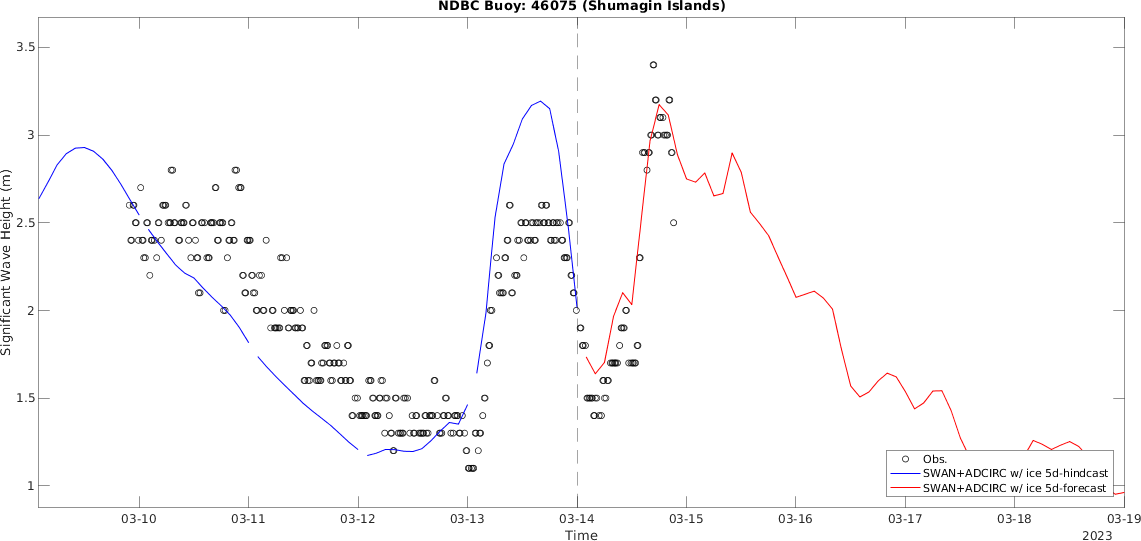 NDBC Buoy: 46075 (Shumagin Islands)
Significant Wave Height (m)
3.5
3
2.5
2
1.5
1
Obs.
SWAN+ADCIRC w/ ice 5d-hindcast
SWAN+ADCIRC w/ ice 5d-forecast
03-10 03-11 03-12 03-13 03-14 03-15 03-16 03-17 03-18 03-19
Time
2023